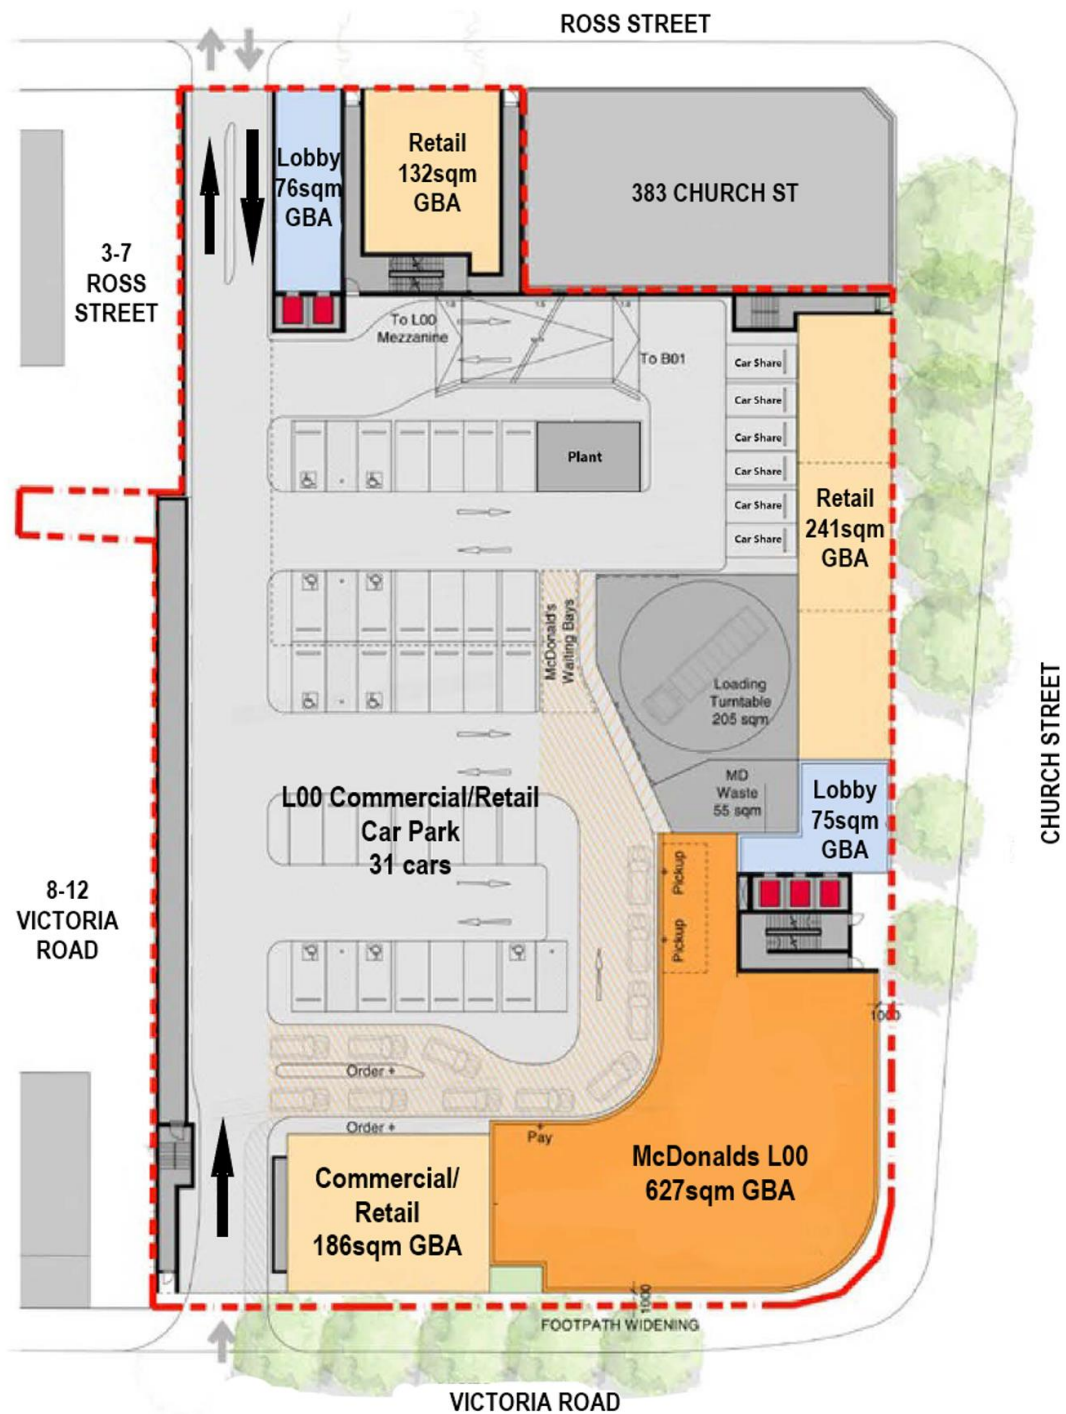 ROSS STREET
Lobby
76sqm
GBA
Retail
132sqm
GBA
383 CHURCH ST
3-7
ROSS
STREET
To L00
Mezzanine
To B01
Car Share
Car Share
Car Share
Car Share
Car Share
Car Share
Plant
Retail
241sqm
GBA
McDonald's
Waiting Bays
Loading
Turntable
205 sqm
CHURCH STREET
MD
Waste
55 sqm
Lobby
75sqm
GBA
L00 Commercial/Retail
Car Park
31 cars
8-12
VICTORIA
ROAD
Pickup
Pickup
1000
Order +
Order +
Pay
McDonalds L00
627sqm GBA
Commercial/
Retail
186sqm GBA
1000
FOOTPATH WIDENING
VICTORIA ROAD